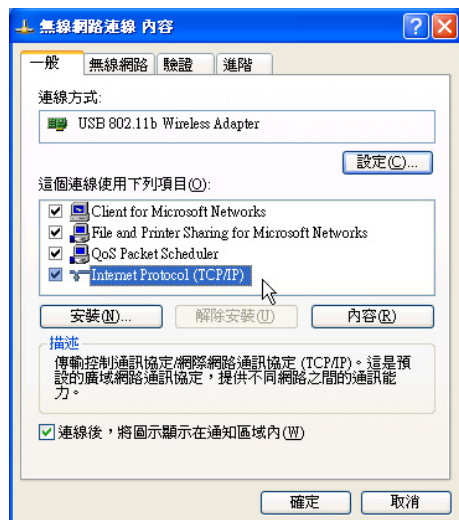 無線網路連線 內容
一般 無線網路 驗證 進階
連線方式:
USB 802.11b Wireless Adapter
設定(C)...
這個連線使用下列項目(O):
Client for Microsoft Networks
File and Printer Sharing for Microsoft Networks
QoS Packet Scheduler
Internet Protocol (TCP/IP)
安裝(N)... 解除安裝(U) 內容(R)
描述
傳輸控制通訊協定/網際網路通訊協定 (TCP/IP)。這是預
設的廣域網路通訊協定，提供不同網路之間的通訊能
力。
連線後，將圖示顯示在通知區域內(W)
確定 取消